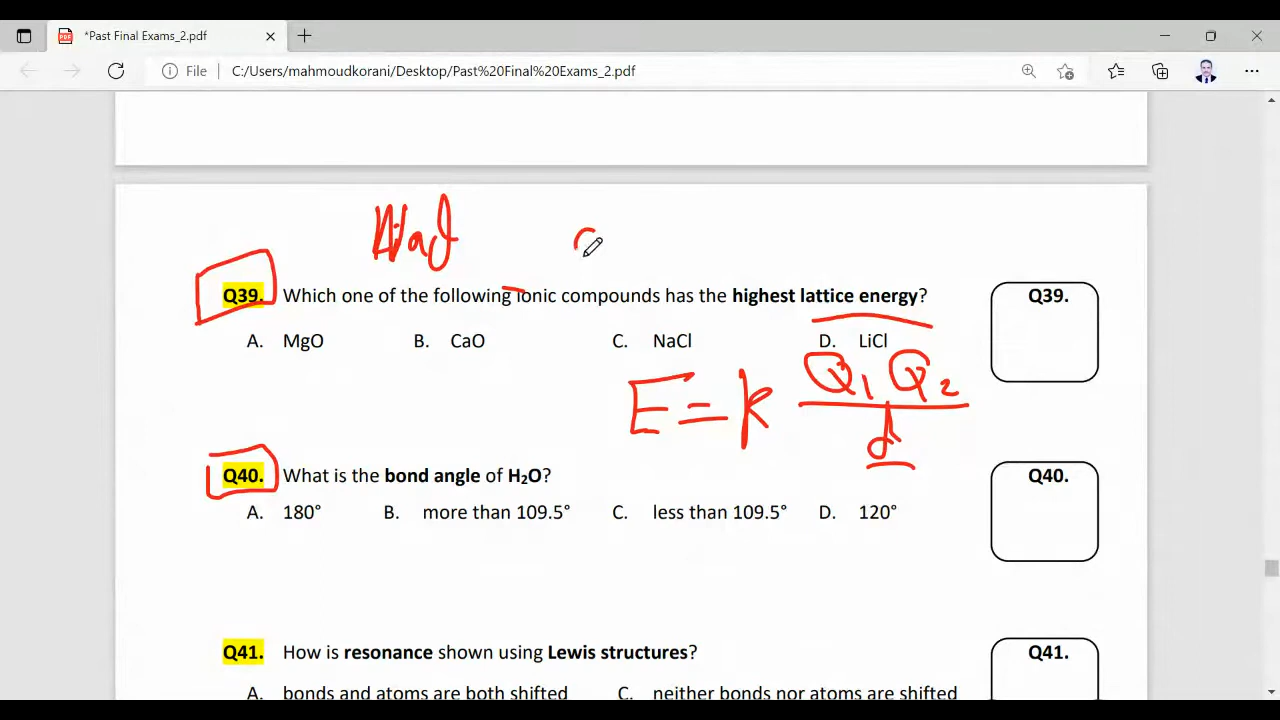 *Past Final Exams_2.pdf
File C:/Users/mahmoudkorani/Desktop/Past%20Final%20Exams_2.pdf
Q39. Which one of the following ionic compounds has the highest lattice energy? Q39.
A. MgO B. CaO C. NaCl D. LiCl
E = k Q1 Q2
d
Q40. What is the bond angle of H₂O? Q40.
A. 180° B. more than 109.5° C. less than 109.5° D. 120°
Q41. How is resonance shown using Lewis structures? Q41.
A. bonds and atoms are both shifted C. neither bonds nor atoms are shifted